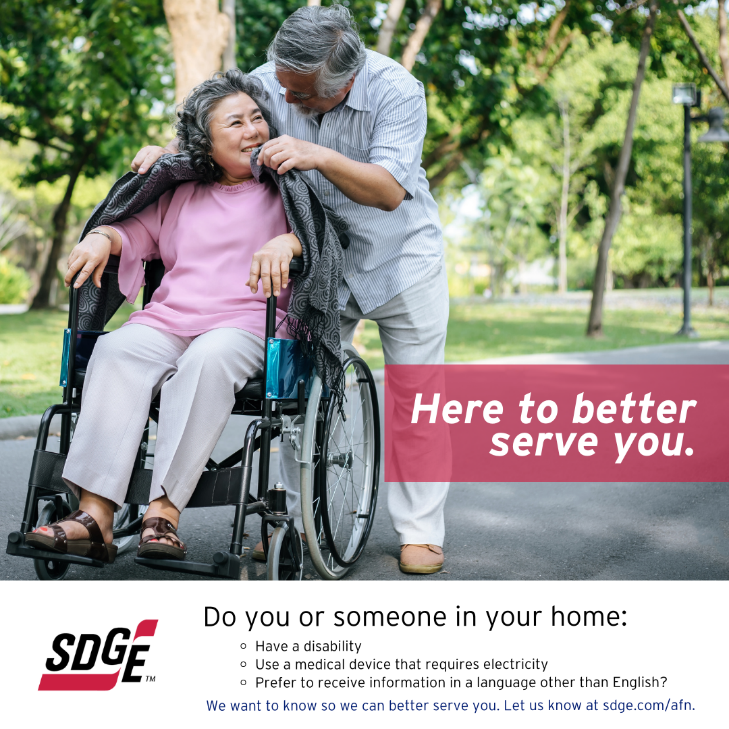 Here to better
serve you.
Do you or someone in your home:
Have a disability
Use a medical device that requires electricity
Prefer to receive information in a language other than English?
We want to know so we can better serve you. Let us know at sdge.com/afn.
SDGE™